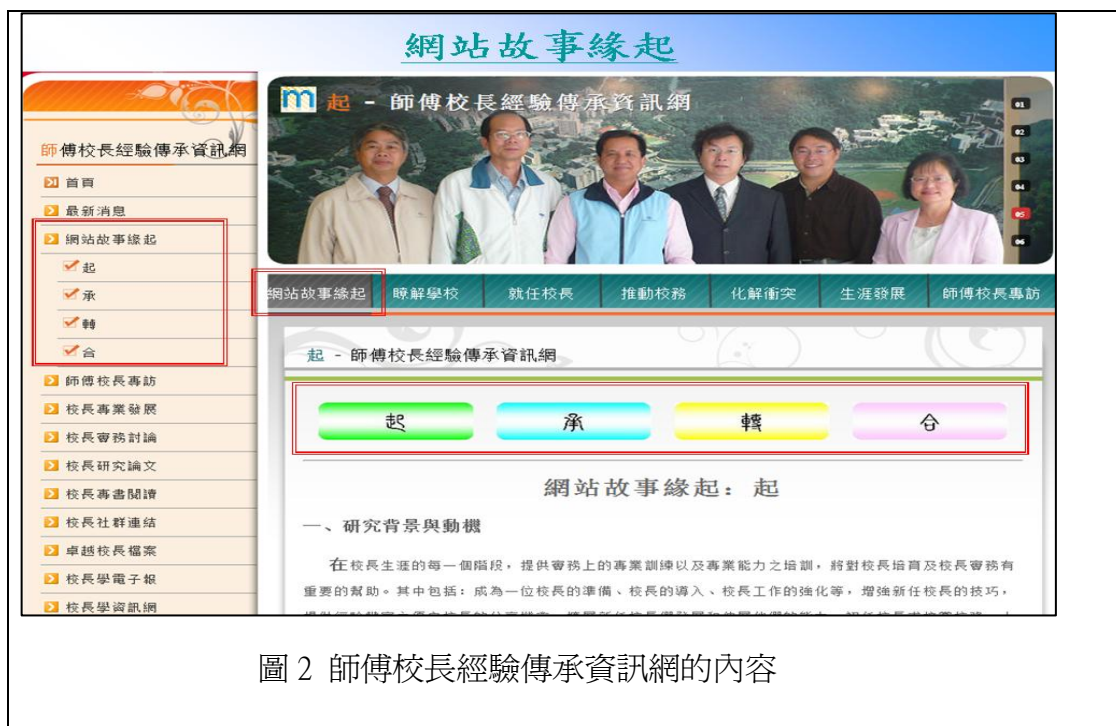 網站故事緣起
m 起 - 師傅校長經驗傳承資訊網
01
02
03
04
05
06
師傅校長經驗傳承資訊網
首頁
最新消息
網站故事緣起
起
承
轉
合
師傅校長專訪
校長專業發展
校長實務討論
校長研究論文
校長專書閱讀
校長社群連結
卓越校長檔案
校長學電子報
校長學資訊網
網站故事緣起 瞭解學校 就任校長 推動校務 化解衝突 生涯發展 師傅校長專訪
起 - 師傅校長經驗傳承資訊網
起 承 轉 合
網站故事緣起: 起
一、研究背景與動機
在校長生涯的每一個階段，提供實務上的專業訓練以及專業能力之培訓，將對校長培育及校長實務有
重要的幫助。其中包括：成為一位校長的準備、校長的導入、校長工作的強化等，增強新任校長的技巧，
圖 2 師傅校長經驗傳承資訊網的內容